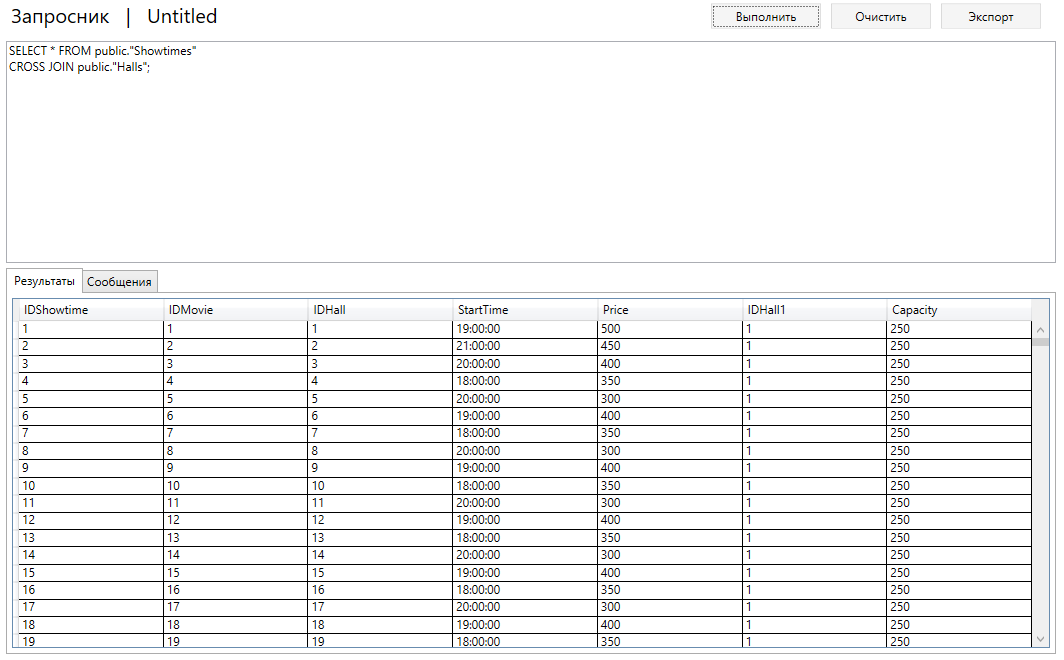 Запросник | Untitled
Выполнить Очистить Экспорт
SELECT * FROM public."Showtimes"
CROSS JOIN public."Halls";
Результаты Сообщения
IDShowtime IDMovie IDHall StartTime Price IDHall1 Capacity
1 1 1 19:00:00 500 1 250
2 2 2 21:00:00 450 1 250
3 3 3 20:00:00 400 1 250
4 4 4 18:00:00 350 1 250
5 5 5 20:00:00 300 1 250
6 6 6 19:00:00 400 1 250
7 7 7 18:00:00 350 1 250
8 8 8 20:00:00 300 1 250
9 9 9 19:00:00 400 1 250
10 10 10 18:00:00 350 1 250
11 11 11 20:00:00 300 1 250
12 12 12 19:00:00 400 1 250
13 13 13 18:00:00 350 1 250
14 14 14 20:00:00 300 1 250
15 15 15 19:00:00 400 1 250
16 16 16 18:00:00 350 1 250
17 17 17 20:00:00 300 1 250
18 18 18 19:00:00 400 1 250
19 19 19 18:00:00 350 1 250